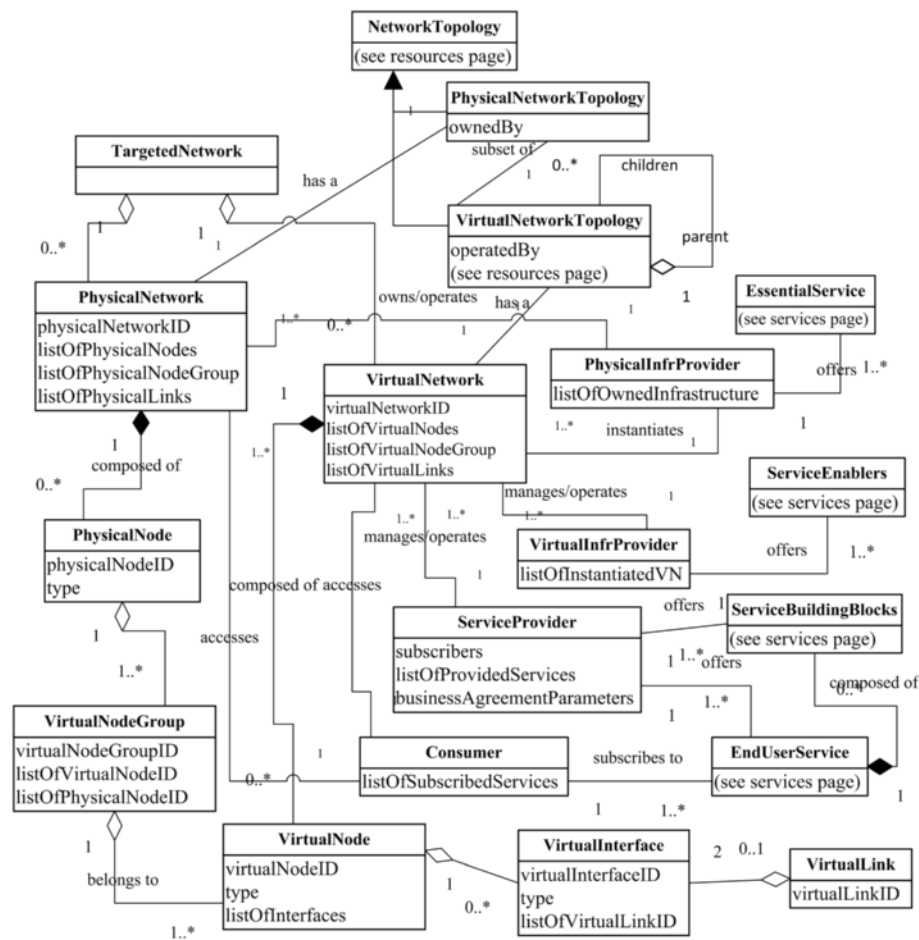 NetworkTopology
(see resources page)
1
PhysicalNetworkTopology
ownedBy
TargetedNetwork
subset of
has a
1
0..*
children
VirtualNetworkTopology
operatedBy
(see resources page)
parent
1
1
1
1
0..*
PhysicalNetwork
physicalNetworkID
listOfPhysicalNodes
listOfPhysicalNodeGroup
listOfPhysicalLinks
owns/operates
has a
1
1
1..*
0..*
1
EssentialService
(see services page)
PhysicalInfrProvider
listOfOwnedInfrastructure
offers
1..*
1
VirtualNetwork
virtualNetworkID
listOfVirtualNodes
listOfVirtualNodeGroup
listOfVirtualLinks
1
1..*
1..*
instantiates
1
1
composed of
0..*
ServiceEnablers
(see services page)
manages/operates
1
1..*
1..*
1..*
manages/operates
VirtualInfrProvider
listOfInstantiatedVN
offers
1..*
PhysicalNode
physicalNodeID
type
composed of
accesses
1
offers
1
ServiceBuildingBlocks
(see services page)
ServiceProvider
subscribers
listOfProvidedServices
businessAgreementParameters
1
1..*
offers
1
accesses
1..*
composed of
0..*
1
1..*
VirtualNodeGroup
virtualNodeGroupID
listOfVirtualNodeID
listOfPhysicalNodeID
1
0..*
Consumer
listOfSubscribedServices
subscribes to
1
1..*
EndUserService
(see services page)
1
1
belongs to
1..*
VirtualNode
virtualNodeID
type
listOfInterfaces
1
0..*
VirtualInterface
virtualInterfaceID
type
listOfVirtualLinkID
2
0..1
VirtualLink
virtualLinkID